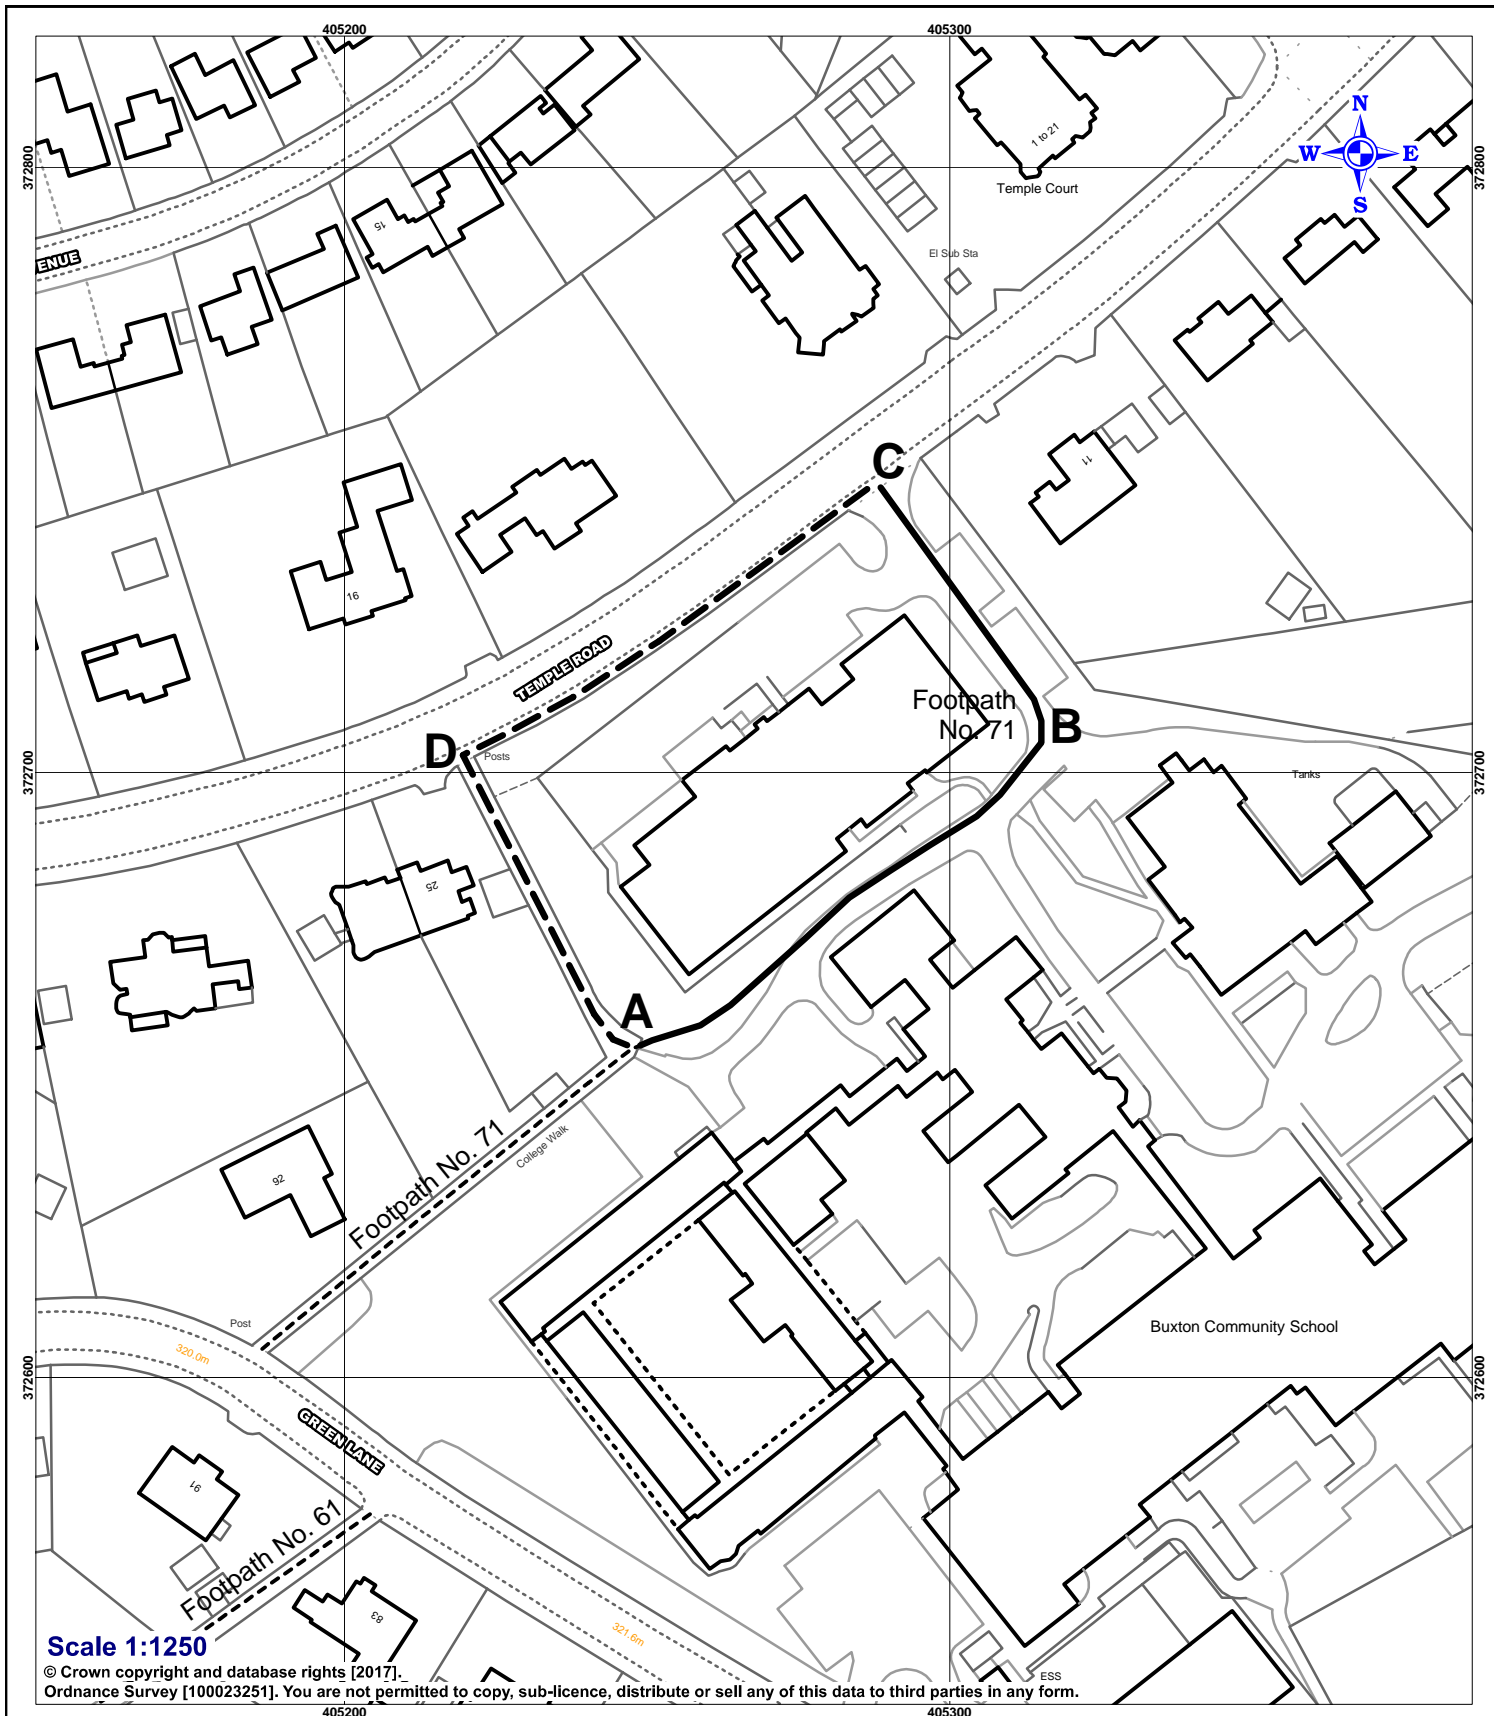 405200
405300
N
W
E
S
372800
372800
1 to 21
Temple Court
15
El Sub Sta
ENUE
11
C
16
TEMPLE ROAD
Footpath
No. 71
B
D
Posts
372700
372700
Tanks
25
A
Footpath No. 71
College Walk
92
Post
320.0m
Buxton Community School
372600
372600
GREEN LANE
91
Footpath No. 61
83
321.6m
Scale 1:1250
ESS
© Crown copyright and database rights [2017].
Ordnance Survey [100023251]. You are not permitted to copy, sub-licence, distribute or sell any of this data to third parties in any form.
405200
405300